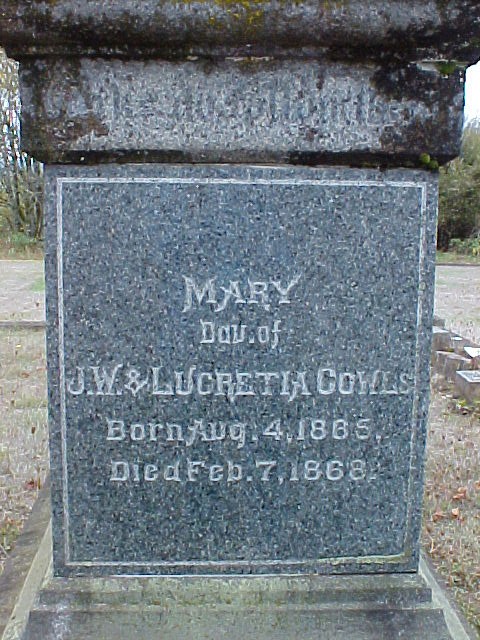 MARY
Dau. of
J.W. & LUCRETIA COWLS
Born Aug. 4, 1865.
Died Feb. 7, 1868.